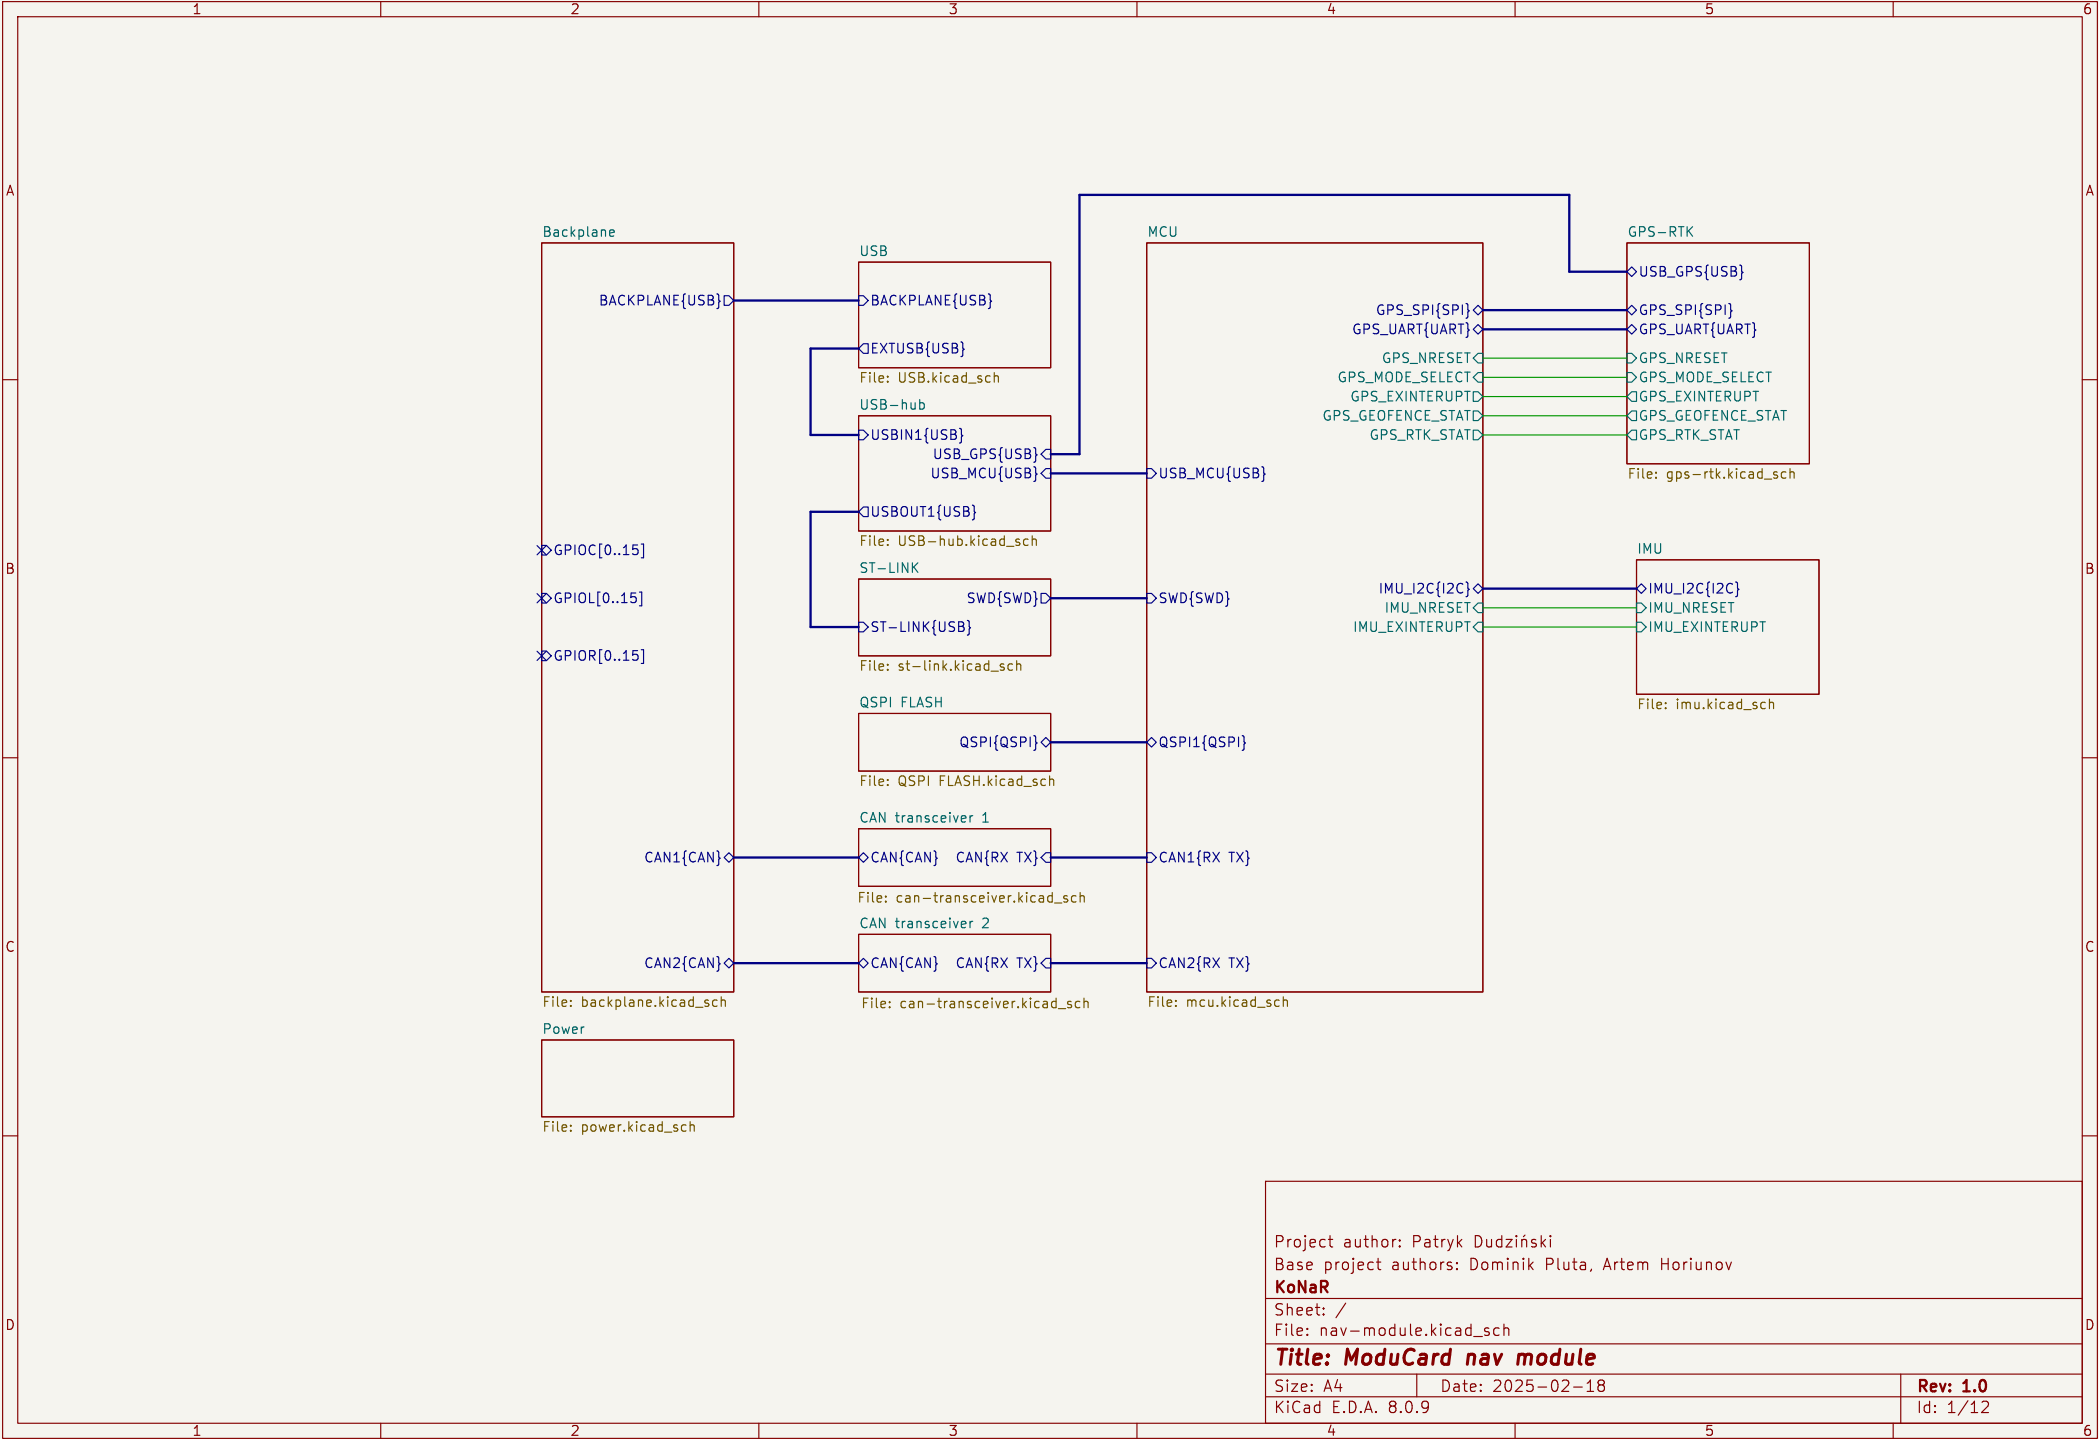 1 2 3 4 5 6
A A
B B
C C
D D
Backplane
BACKPLANE{USB}
GPIOC[0..15]
GPIOL[0..15]
GPIOR[0..15]
CAN1{CAN}
CAN2{CAN}
File: backplane.kicad_sch
Power
File: power.kicad_sch
USB
BACKPLANE{USB}
EXTUSB{USB}
File: USB.kicad_sch
USB-hub
USBIN1{USB}
USB_GPS{USB}
USB_MCU{USB}
USBOUT1{USB}
File: USB-hub.kicad_sch
ST-LINK
SWD{SWD}
ST-LINK{USB}
File: st-link.kicad_sch
QSPI FLASH
QSPI{QSPI}
File: QSPI FLASH.kicad_sch
CAN transceiver 1
CAN{CAN} CAN{RX TX}
File: can-transceiver.kicad_sch
CAN transceiver 2
CAN{CAN} CAN{RX TX}
File: can-transceiver.kicad_sch
MCU
GPS_SPI{SPI}
GPS_UART{UART}
GPS_NRESET
GPS_MODE_SELECT
GPS_EXINTERUPT
GPS_GEOFENCE_STAT
GPS_RTK_STAT
USB_MCU{USB}
IMU_I2C{I2C}
SWD{SWD}
IMU_NRESET
IMU_EXINTERUPT
QSPI1{QSPI}
CAN1{RX TX}
CAN2{RX TX}
File: mcu.kicad_sch
GPS-RTK
USB_GPS{USB}
GPS_SPI{SPI}
GPS_UART{UART}
GPS_NRESET
GPS_MODE_SELECT
GPS_EXINTERUPT
GPS_GEOFENCE_STAT
GPS_RTK_STAT
File: gps-rtk.kicad_sch
IMU
IMU_I2C{I2C}
IMU_NRESET
IMU_EXINTERUPT
File: imu.kicad_sch
Project author: Patryk Dudziński
Base project authors: Dominik Pluta, Artem Horiunov
KoNaR
Sheet: /
File: nav-module.kicad_sch
Title: ModuCard nav module
Size: A4 Date: 2025-02-18 Rev: 1.0
KiCad E.D.A. 8.0.9 Id: 1/12
1 2 3 4 5 6